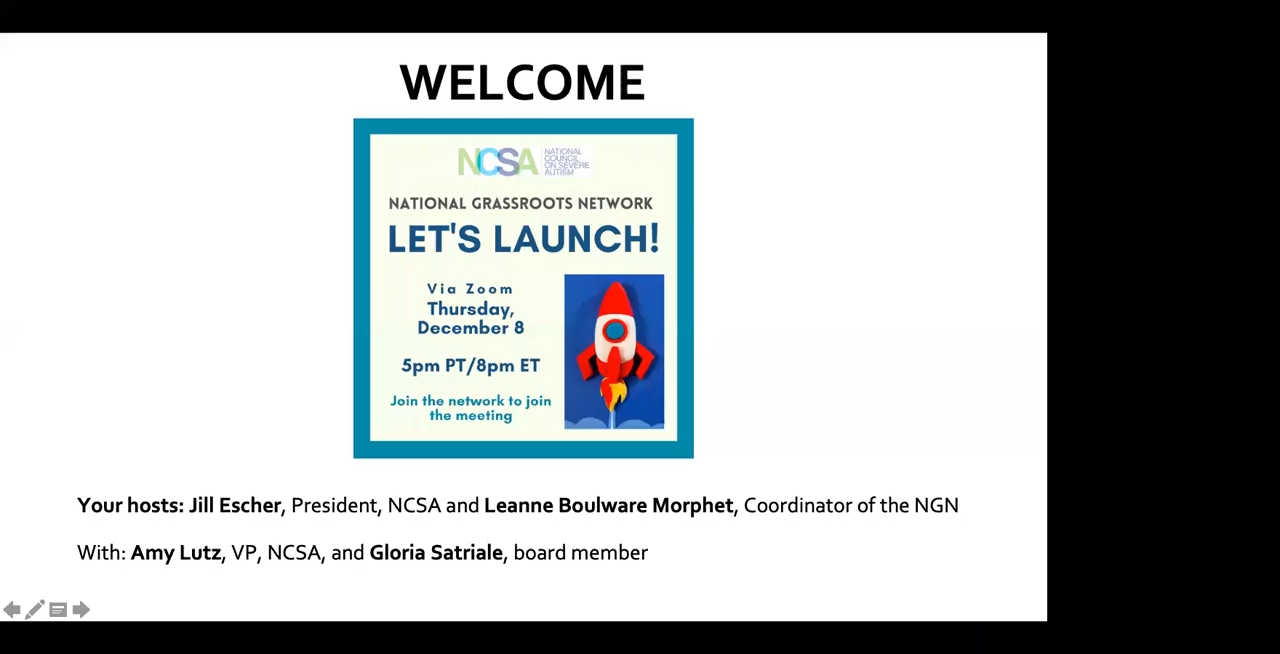 WELCOME
NCSA
NATIONAL
COUNCIL
ON SEVERE
AUTISM
NATIONAL GRASSROOTS NETWORK
LET'S LAUNCH!
Via Zoom
Thursday,
December 8
5pm PT/8pm ET
Join the network to join
the meeting
Your hosts: Jill Escher, President, NCSA and Leanne Boulware Morphet, Coordinator of the NGN
With: Amy Lutz, VP, NCSA, and Gloria Satriale, board member